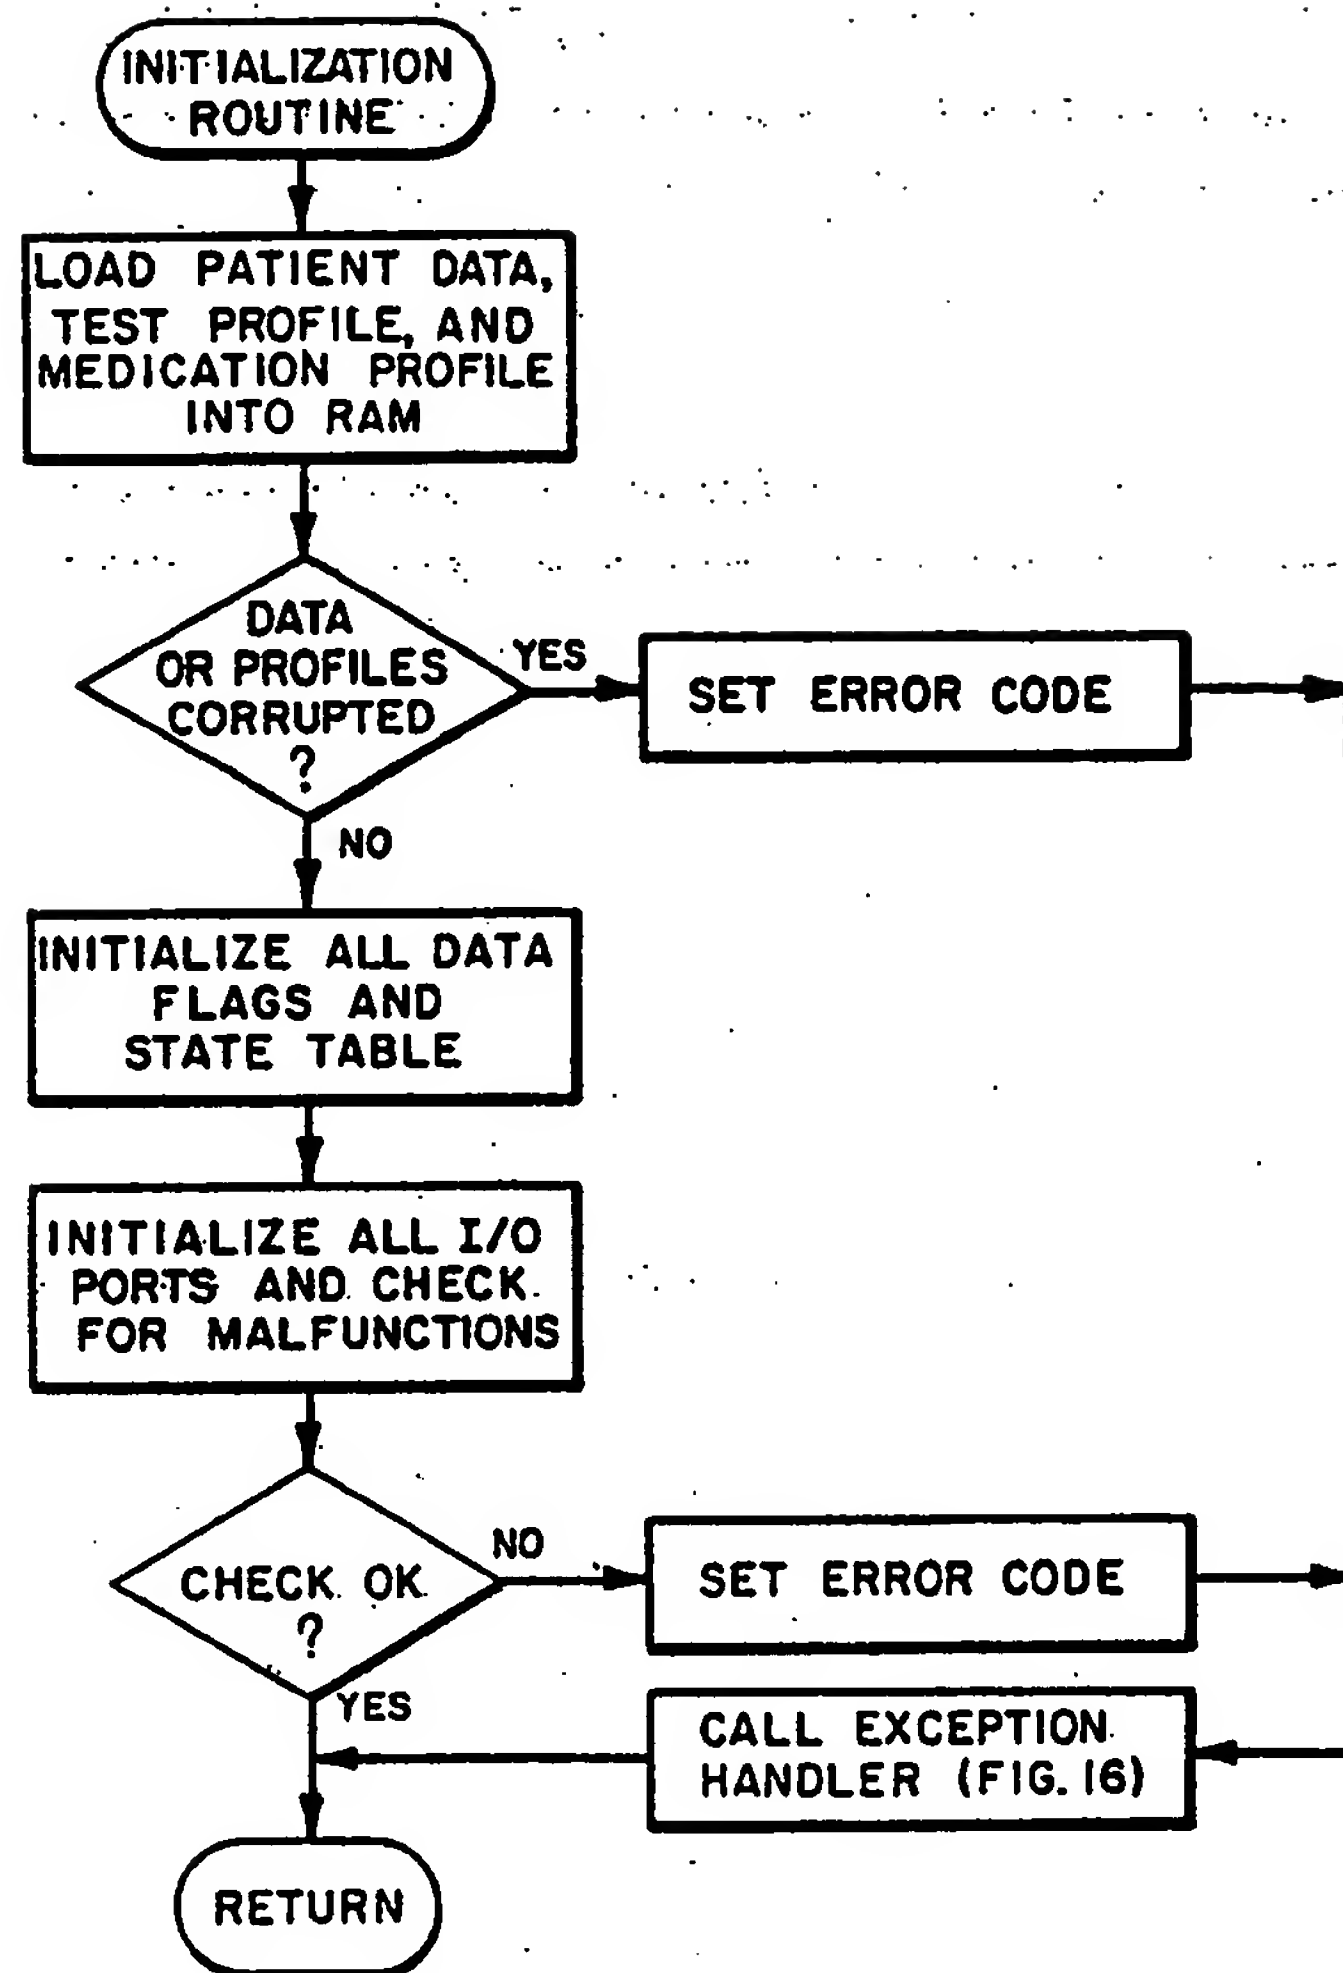 INITIALIZATION
ROUTINE
LOAD PATIENT DATA,
TEST PROFILE, AND
MEDICATION PROFILE
INTO RAM
DATA
OR PROFILES
CORRUPTED
?
YES
SET ERROR CODE
NO
INITIALIZE ALL DATA
FLAGS AND
STATE TABLE
INITIALIZE ALL I/O
PORTS AND CHECK
FOR MALFUNCTIONS
CHECK OK
?
NO
SET ERROR CODE
YES
CALL EXCEPTION
HANDLER (FIG. 16)
RETURN